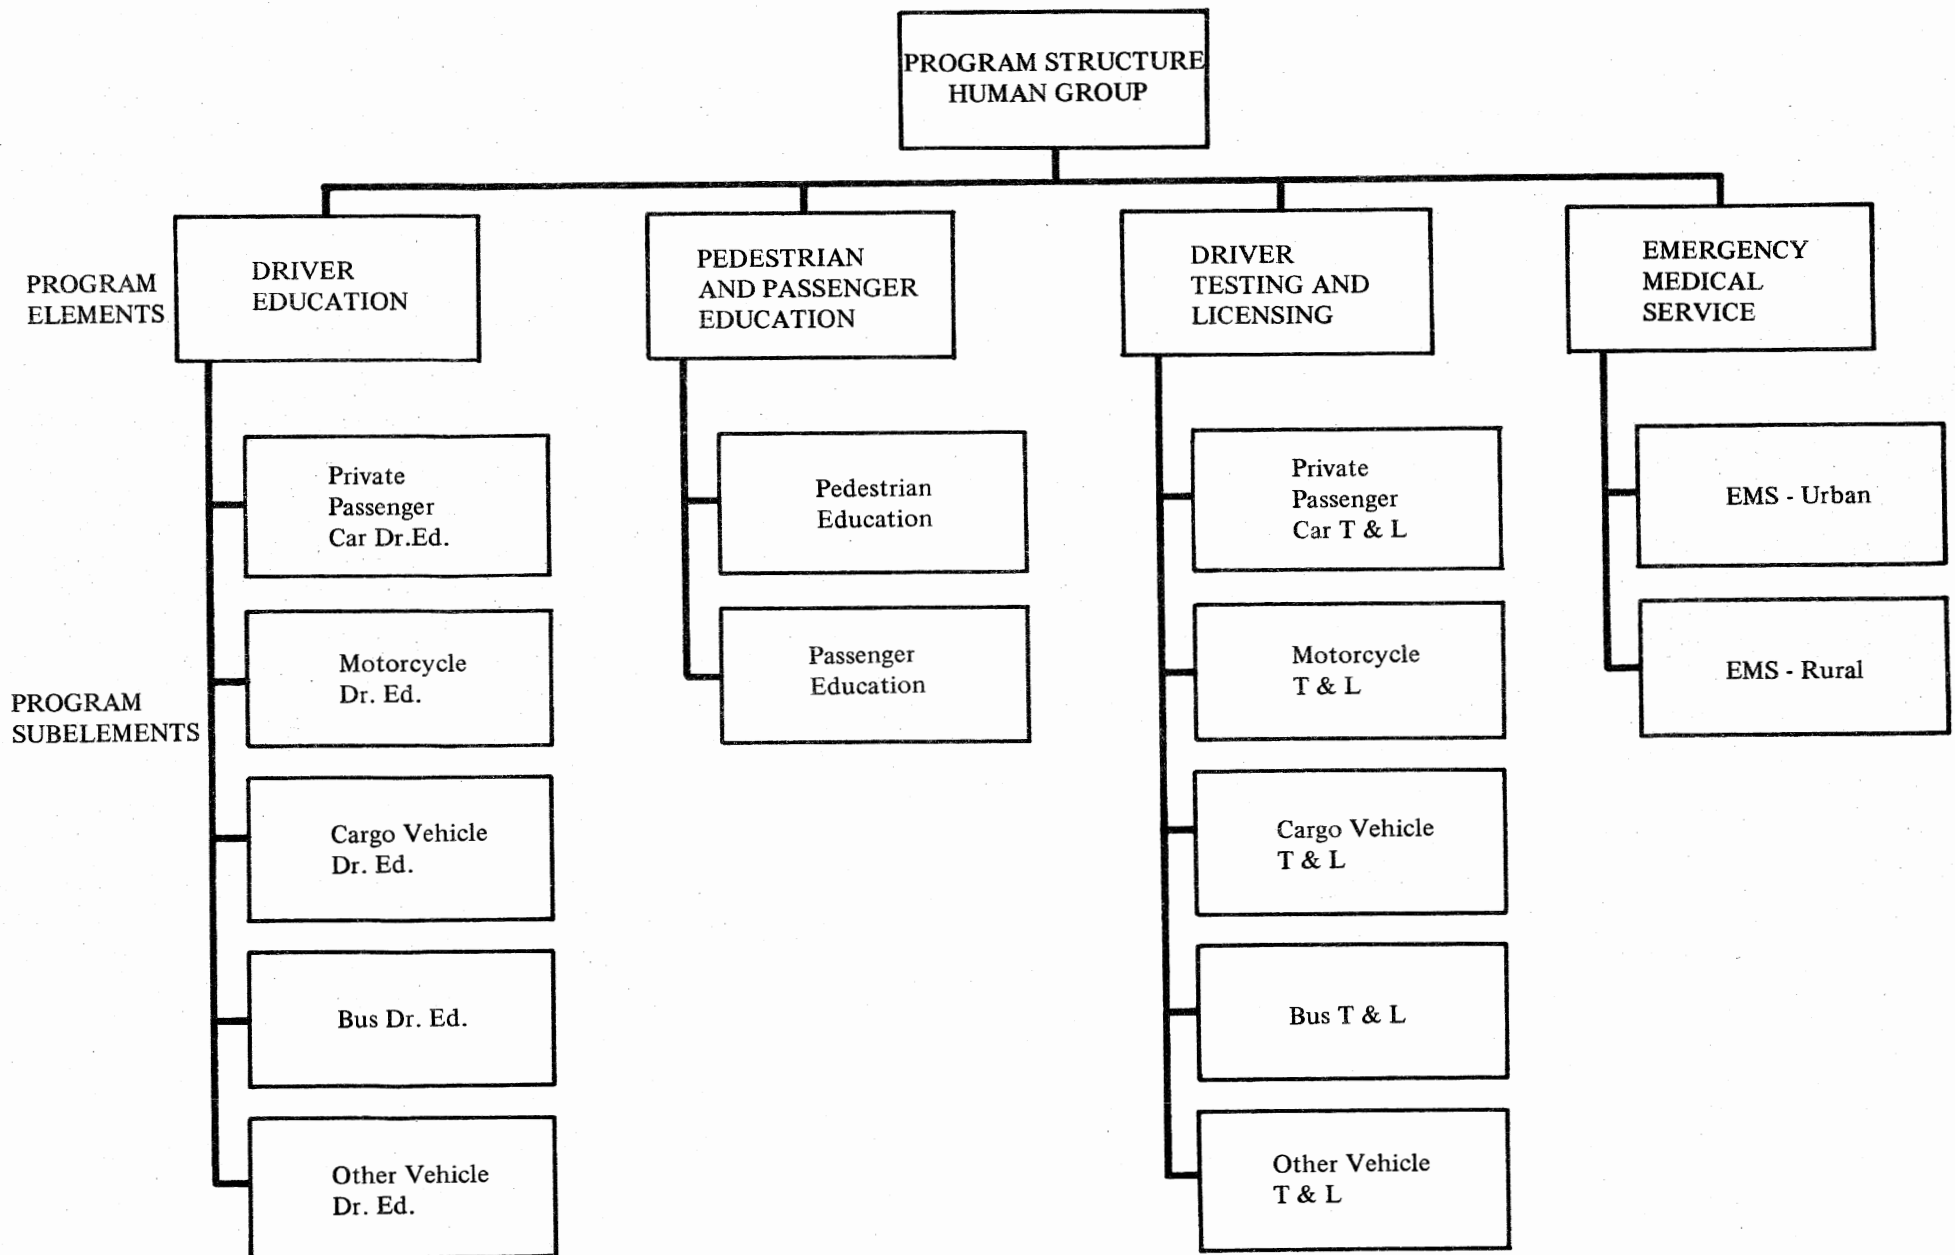 PROGRAM STRUCTURE
HUMAN GROUP
PROGRAM
ELEMENTS
DRIVER
EDUCATION
PEDESTRIAN
AND PASSENGER
EDUCATION
DRIVER
TESTING AND
LICENSING
EMERGENCY
MEDICAL
SERVICE
PROGRAM
SUBELEMENTS
Private
Passenger
Car Dr.Ed.
Motorcycle
Dr. Ed.
Cargo Vehicle
Dr. Ed.
Bus Dr. Ed.
Other Vehicle
Dr. Ed.
Pedestrian
Education
Passenger
Education
Private
Passenger
Car T & L
Motorcycle
T & L
Cargo Vehicle
T & L
Bus T & L
Other Vehicle
T & L
EMS - Urban
EMS - Rural